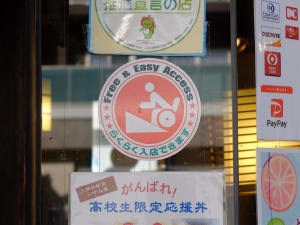 推進宣言の店
Free & Easy Access
らくらく入店できます
がんばれ!
高校生限定応援丼
DISCOVER
PayPay